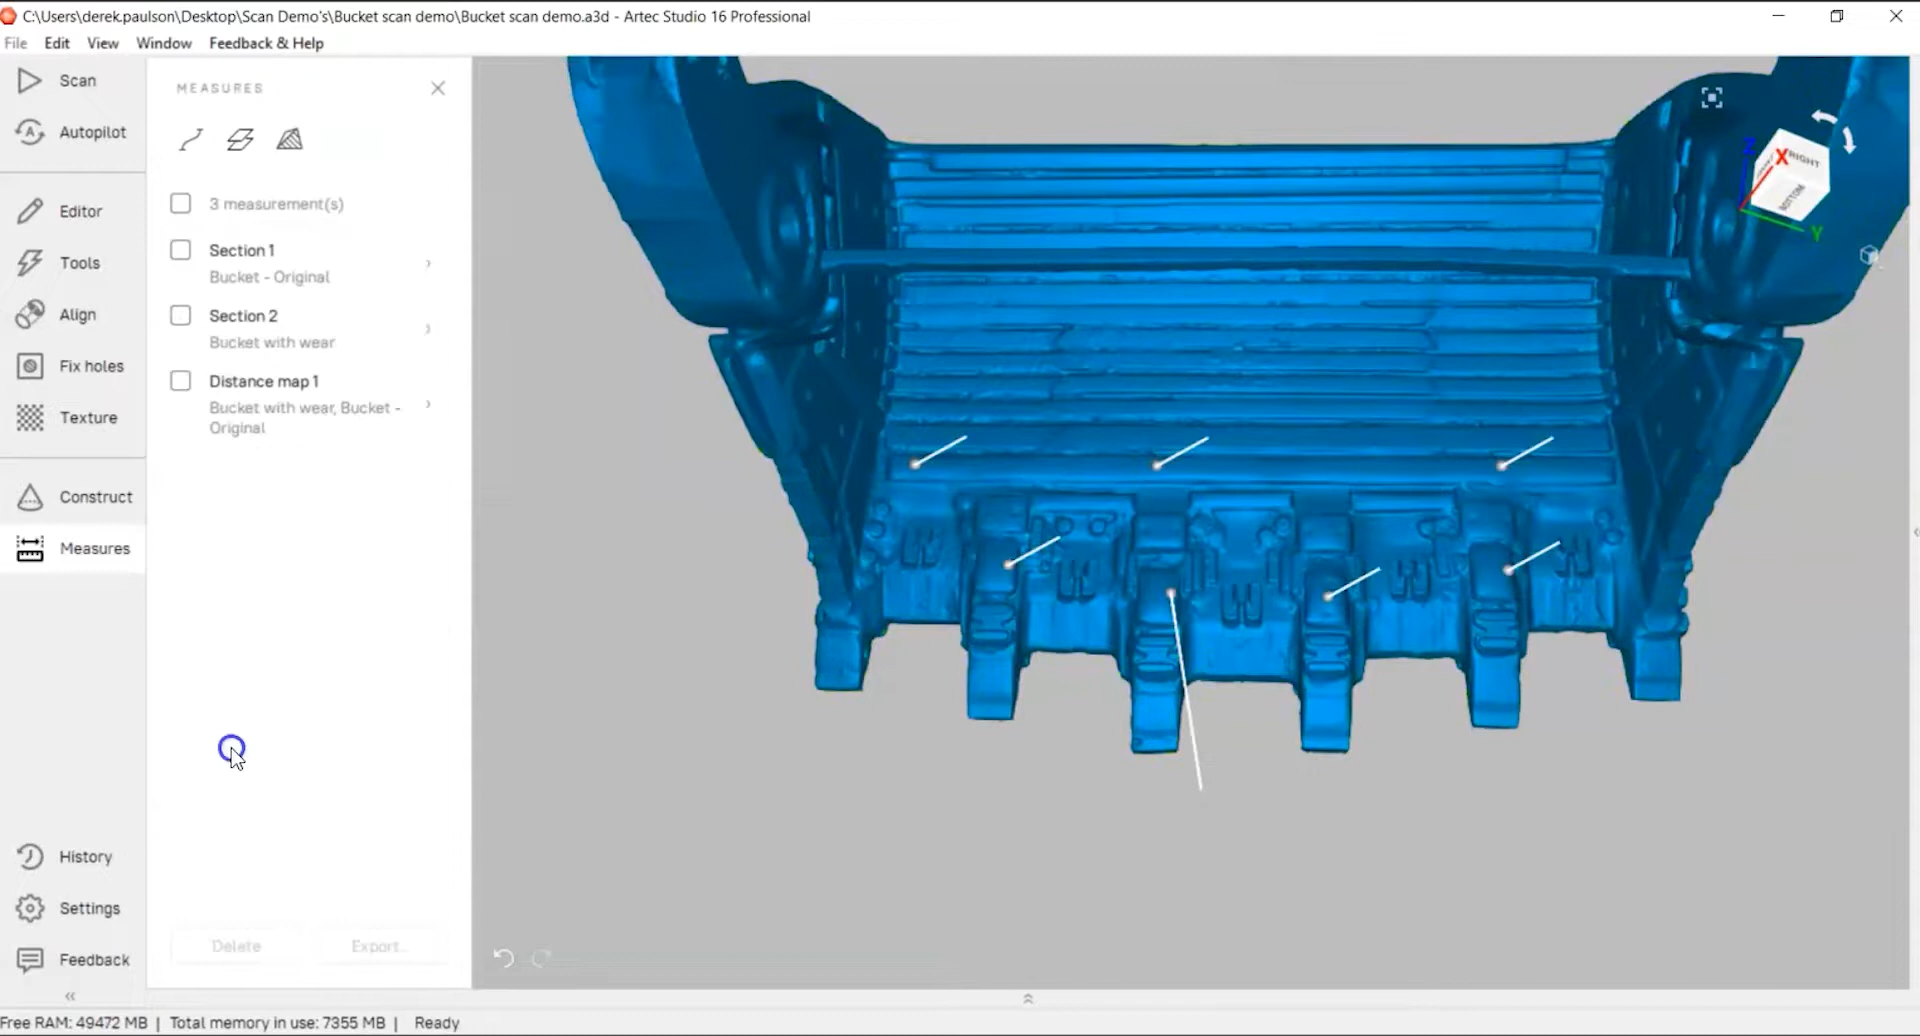 C:\Users\derek.paulson\Desktop\Scan Demo's\Bucket scan demo\Bucket scan demo.a3d - Artec Studio 16 Professional
File Edit View Window Feedback & Help
Scan
Autopilot
Editor
Tools
Align
Fix holes
Texture
Construct
Measures
History
Settings
Feedback
MEASURES
3 measurement(s)
Section 1
Bucket - Original
Section 2
Bucket with wear
Distance map 1
Bucket with wear, Bucket -
Original
Delete Export
X RIGHT
BOTTOM
Y
Free RAM: 49472 MB | Total memory in use: 7355 MB | Ready